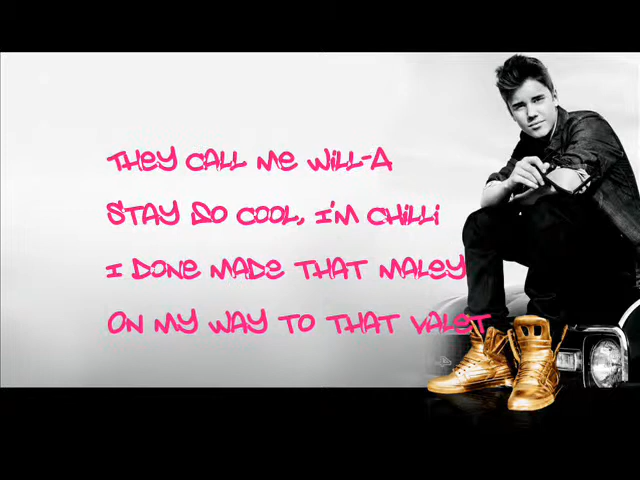 THEY CALL ME WILL-A
STAY SO COOL, I'M CHILLI
I DONE MADE THAT MALEY
ON MY WAY TO THAT VALET